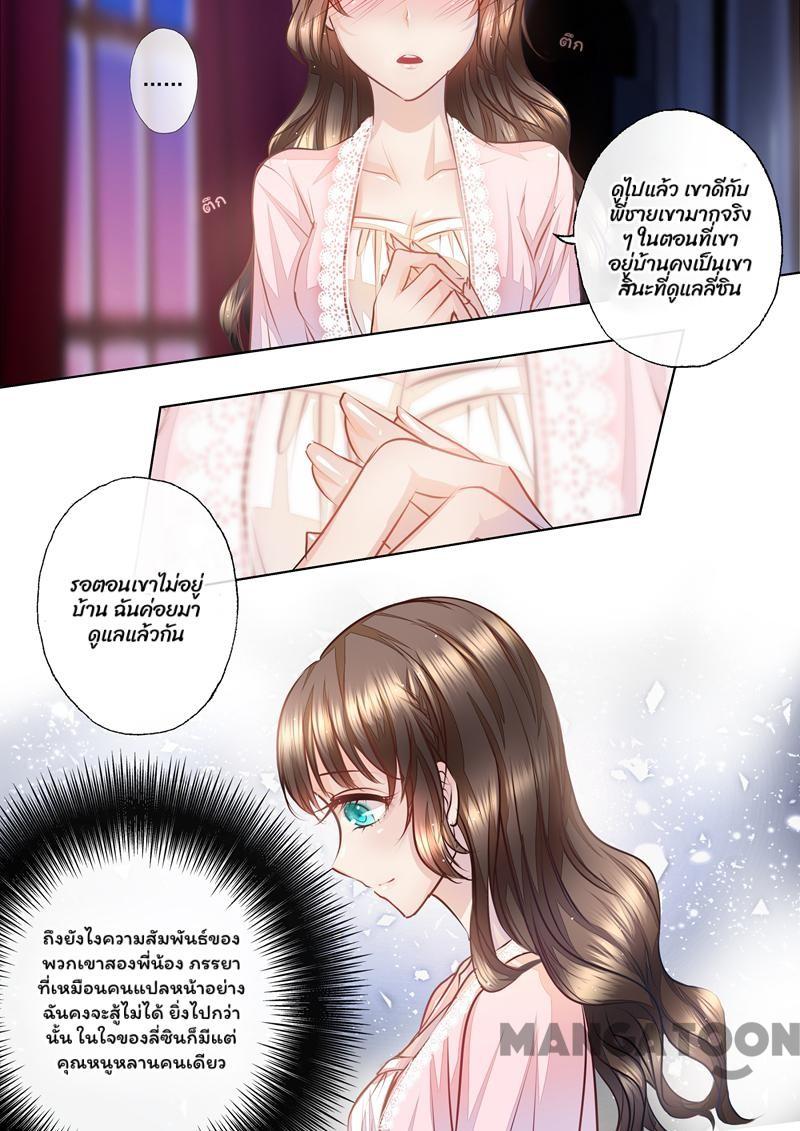 ......
ตึก
ตึก
ดูไปแล้ว เขาดีกับ
พี่ชายเขามากจริง
ๆ ในตอนที่เขา
อยู่บ้านคงเป็นเขา
สินะที่ดูแลลี่ซิน
รอตอนเขาไม่อยู่
บ้าน ฉันค่อยมา
ดูแลแล้วกัน
ถึงยังไงความสัมพันธ์ของ
พวกเขาสองพี่น้อง ภรรยา
ที่เหมือนคนแปลหน้าอย่าง
ฉันคงจะสู้ไม่ได้ ยิ่งไปกว่า
นั้น ในใจของลี่ซินก็มีแต่
คุณหนูหลานคนเดียว
MANGATOON